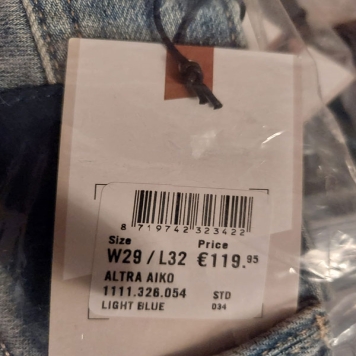 8 719742 323422
Size Price
W29 / L32 €119.95
ALTRA AIKO
1111.326.054 STD
LIGHT BLUE 034